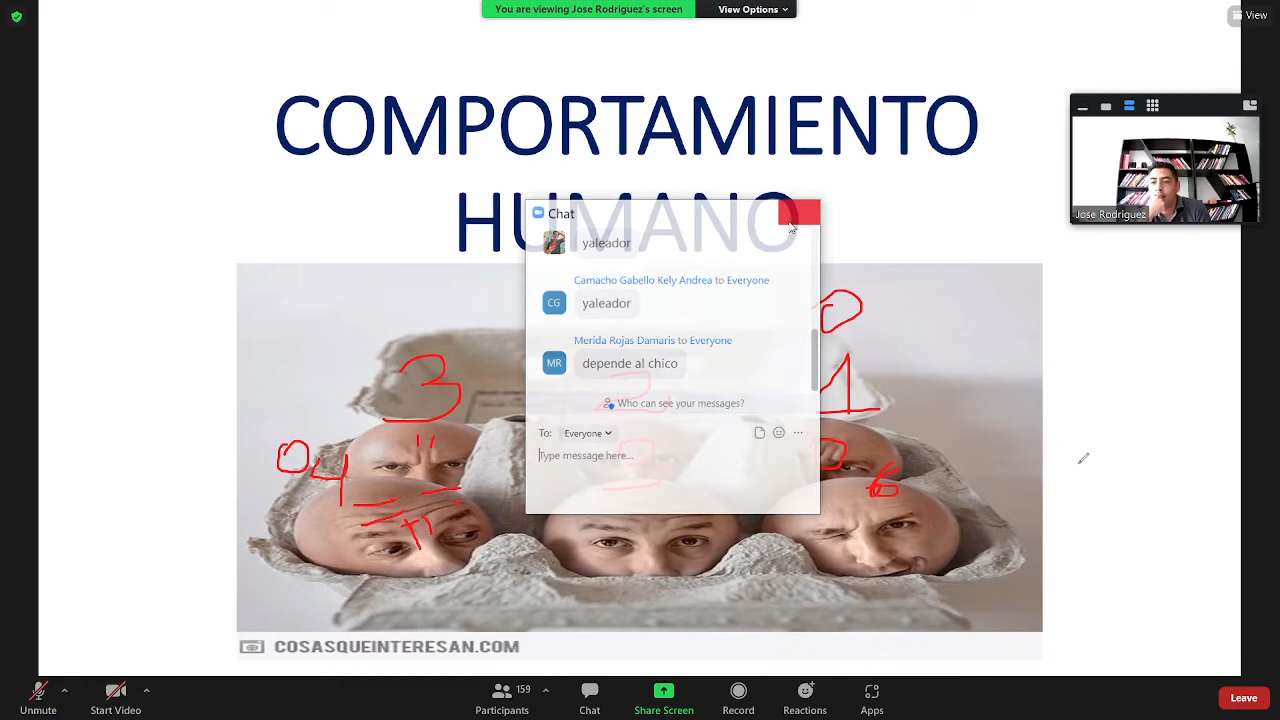 You are viewing Jose Rodriguez's screen
View Options
View
COMPORTAMIENTO
HUMANO
Jose Rodriguez
Chat
yaleador
Camacho Gabello Kely Andrea to Everyone
CG
yaleador
Merida Rojas Damaris to Everyone
MR
depende al chico
Who can see your messages?
To: Everyone
Type message here...
0
3
2
1
04
6
COSASQUEINTERESAN.COM
Unmute
Start Video
159
Participants
Chat
Share Screen
Record
Reactions
Apps
Leave